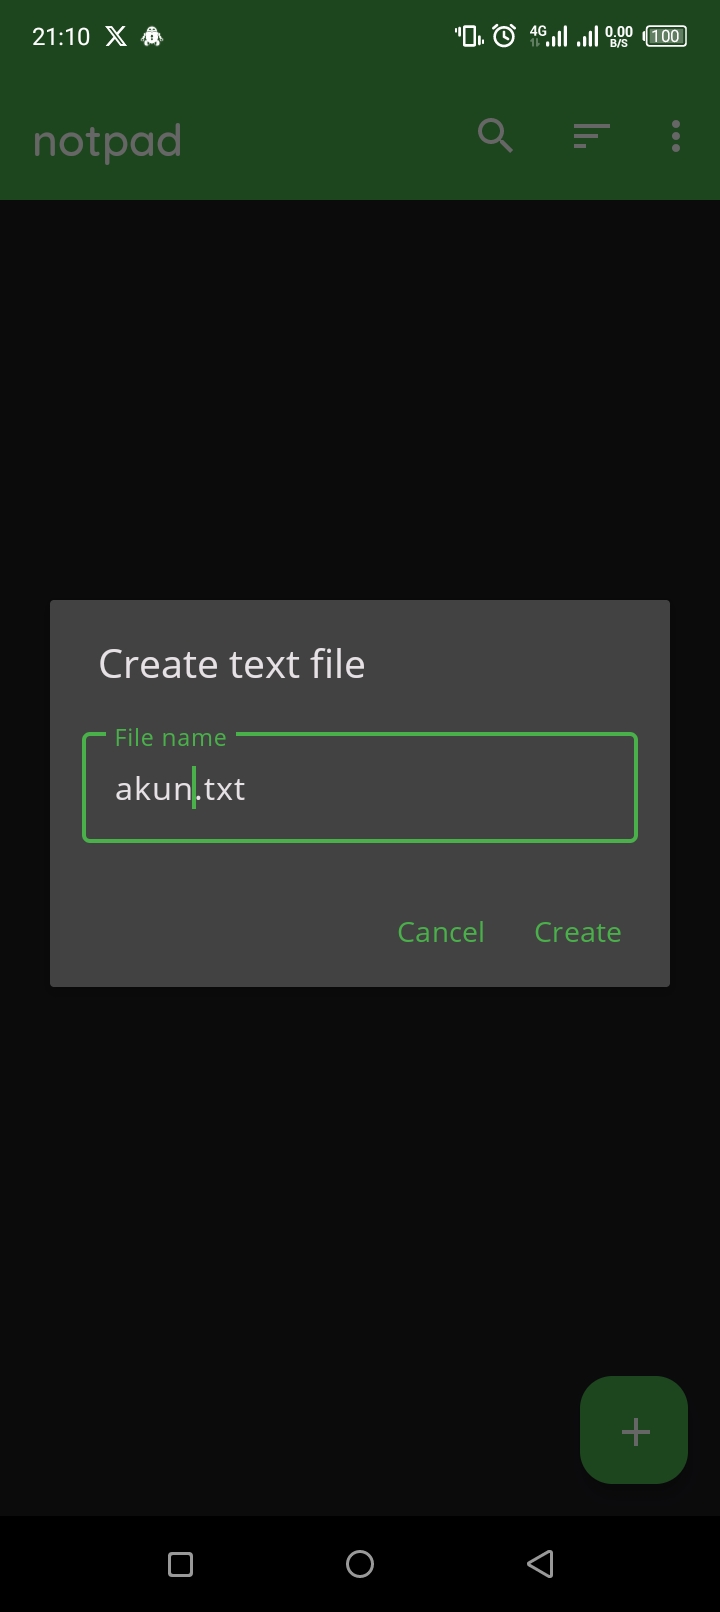 21:10
4G
0.00
B/S
100
notpad
Create text file
File name
akun.txt
Cancel
Create